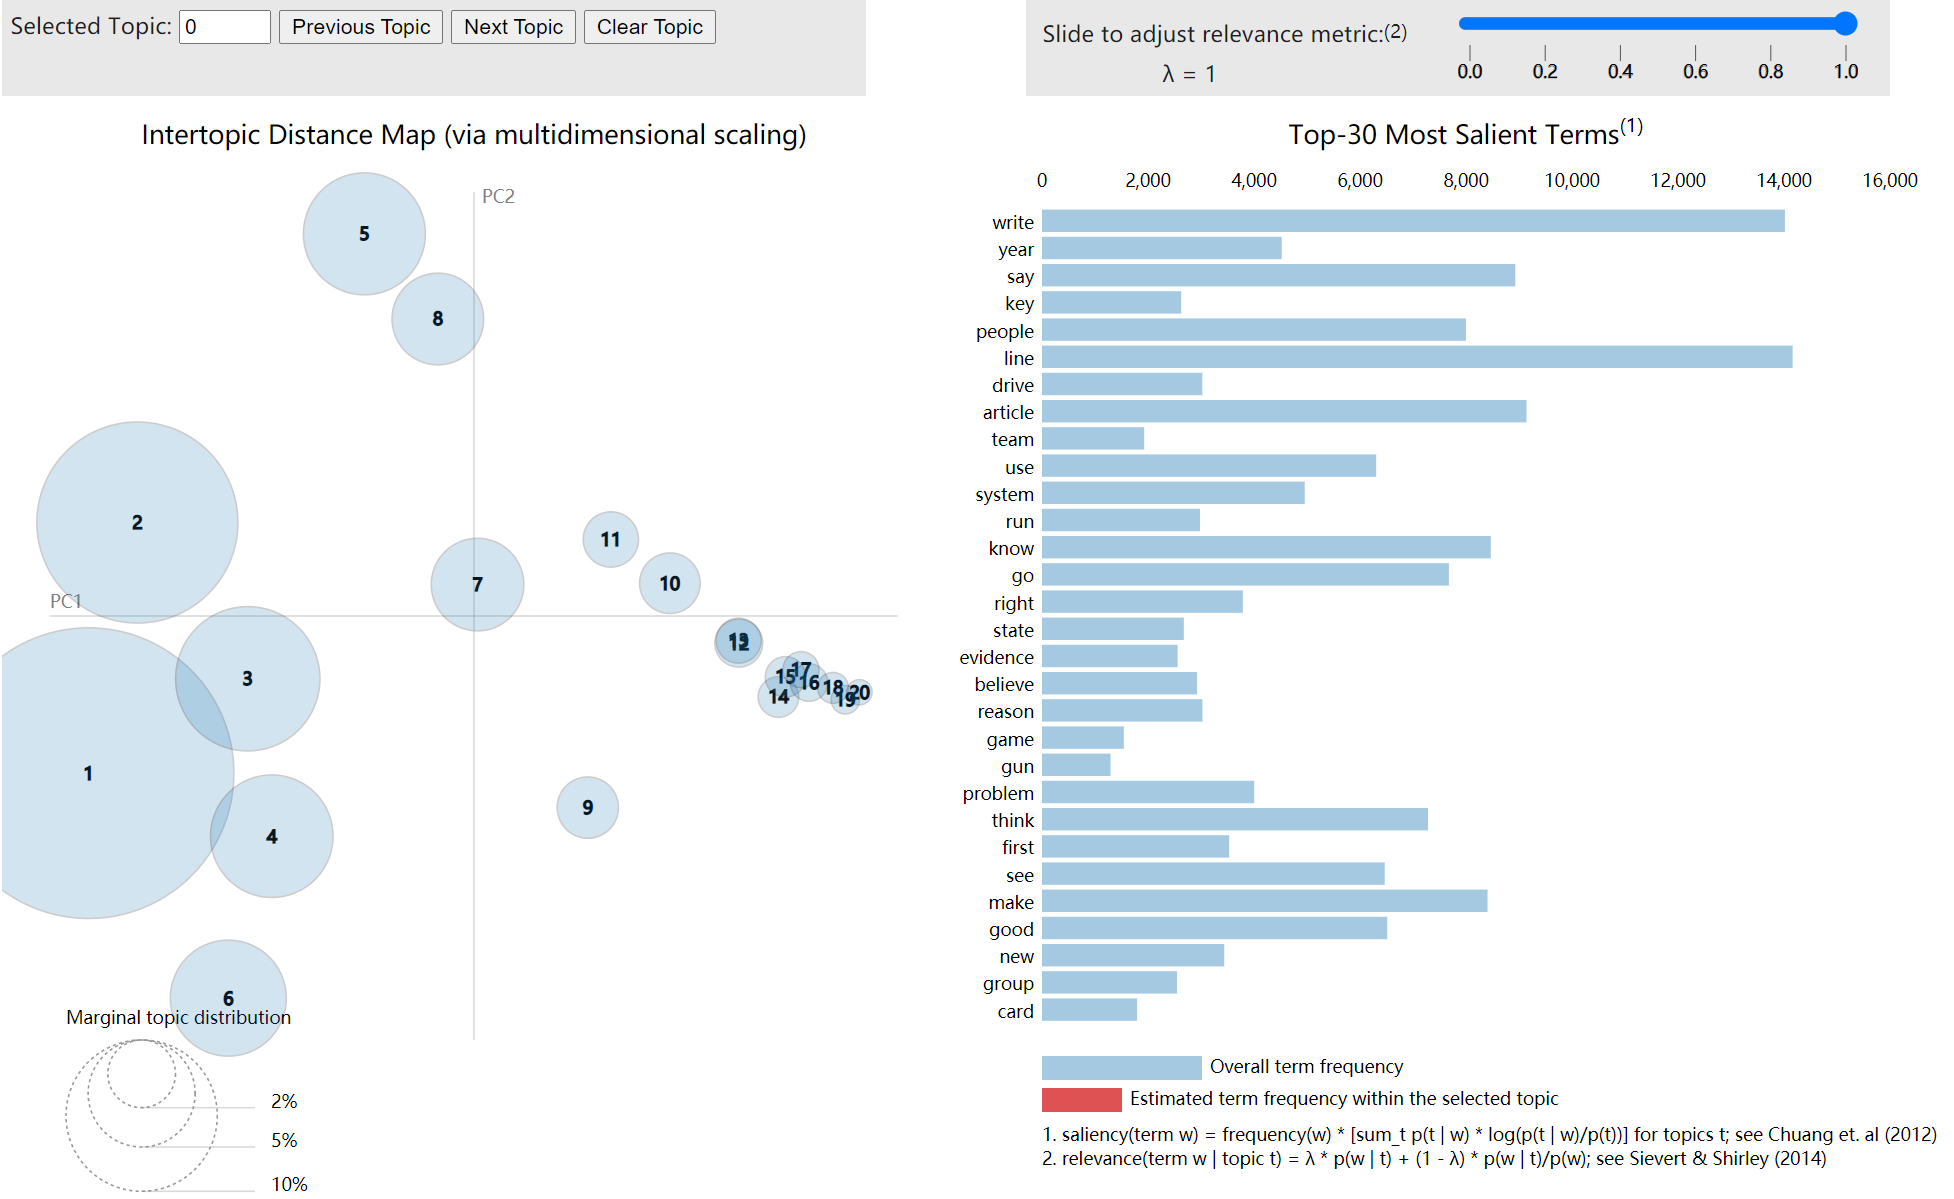 Selected Topic: 0 Previous Topic Next Topic Clear Topic
Slide to adjust relevance metric:(2)
λ = 1
0.0 0.2 0.4 0.6 0.8 1.0
Intertopic Distance Map (via multidimensional scaling)
PC2
PC1
5
8
2
11
7
10
13
12
3
17
15
16
18
20
14
19
1
9
4
6
Marginal topic distribution
2%
5%
10%
Top-30 Most Salient Terms(1)
0 2,000 4,000 6,000 8,000 10,000 12,000 14,000 16,000
write
year
say
key
people
line
drive
article
team
use
system
run
know
go
right
state
evidence
believe
reason
game
gun
problem
think
first
see
make
good
new
group
card
Overall term frequency
Estimated term frequency within the selected topic
1. saliency(term w) = frequency(w) * [sum_t p(t | w) * log(p(t | w)/p(t))] for topics t; see Chuang et. al (2012)
2. relevance(term w | topic t) = λ * p(w | t) + (1 - λ) * p(w | t)/p(w); see Sievert & Shirley (2014)